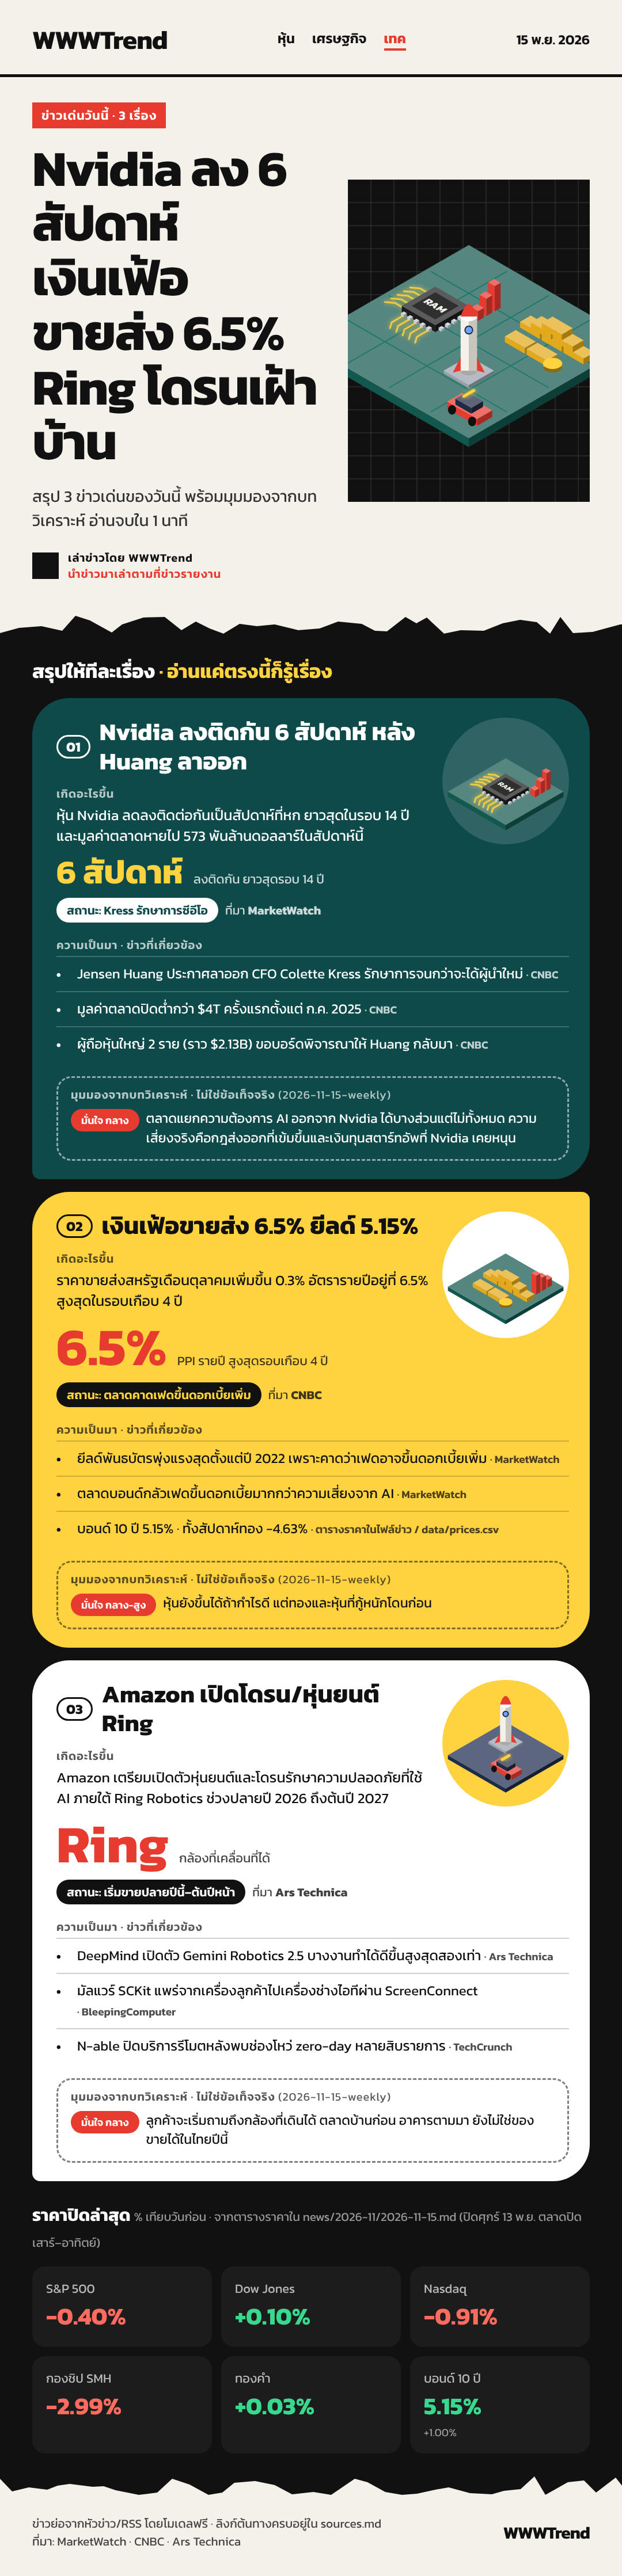 WWWTrend
หุ้น เศรษฐกิจ เทค
15 พ.ย. 2026
ข่าวเด่นวันนี้ · 3 เรื่อง
Nvidia ลง 6
สัปดาห์
เงินเฟ้อ
ขายส่ง 6.5%
Ring โดรนเฝ้า
บ้าน
RAM
สรุป 3 ข่าวเด่นของวันนี้ พร้อมมุมมองจากบท
วิเคราะห์ อ่านจบใน 1 นาที
เล่าข่าวโดย WWWTrend
นำข่าวมาเล่าตามที่ข่าวรายงาน
สรุปให้ทีละเรื่อง · อ่านแค่ตรงนี้ก็รู้เรื่อง
01 Nvidia ลงติดกัน 6 สัปดาห์ หลัง
Huang ลาออก
RAM
เกิดอะไรขึ้น
หุ้น Nvidia ลดลงติดต่อกันเป็นสัปดาห์ที่หก ยาวสุดในรอบ 14 ปี
และมูลค่าตลาดหายไป 573 พันล้านดอลลาร์ในสัปดาห์นี้
6 สัปดาห์ ลงติดกัน ยาวสุดรอบ 14 ปี
สถานะ: Kress รักษาการซีอีโอ ที่มา MarketWatch
ความเป็นมา · ข่าวที่เกี่ยวข้อง
• Jensen Huang ประกาศลาออก CFO Colette Kress รักษาการจนกว่าจะได้ผู้นำใหม่ · CNBC
• มูลค่าตลาดปิดต่ำกว่า $4T ครั้งแรกตั้งแต่ ก.ค. 2025 · CNBC
• ผู้ถือหุ้นใหญ่ 2 ราย (ราว $2.13B) ขอบอร์ดพิจารณาให้ Huang กลับมา · CNBC
มุมมองจากบทวิเคราะห์ · ไม่ใช่ข้อเท็จจริง (2026-11-15-weekly)
มั่นใจ กลาง ตลาดแยกความต้องการ AI ออกจาก Nvidia ได้บางส่วนแต่ไม่ทั้งหมด ความ
เสี่ยงจริงคือกฎส่งออกที่เข้มขึ้นและเงินทุนสตาร์ทอัพที่ Nvidia เคยหนุน
02 เงินเฟ้อขายส่ง 6.5% ยีลด์ 5.15%
เกิดอะไรขึ้น
ราคาขายส่งสหรัฐเดือนตุลาคมเพิ่มขึ้น 0.3% อัตรารายปีอยู่ที่ 6.5%
สูงสุดในรอบเกือบ 4 ปี
6.5% PPI รายปี สูงสุดรอบเกือบ 4 ปี
สถานะ: ตลาดคาดเฟดขึ้นดอกเบี้ยเพิ่ม ที่มา CNBC
ความเป็นมา · ข่าวที่เกี่ยวข้อง
• ยีลด์พันธบัตรพุ่งแรงสุดตั้งแต่ปี 2022 เพราะคาดว่าเฟดอาจขึ้นดอกเบี้ยเพิ่ม · MarketWatch
• ตลาดบอนด์กลัวเฟดขึ้นดอกเบี้ยมากกว่าความเสี่ยงจาก AI · MarketWatch
• บอนด์ 10 ปี 5.15% · ทั้งสัปดาห์ทอง −4.63% · ตารางราคาในไฟล์ข่าว / data/prices.csv
มุมมองจากบทวิเคราะห์ · ไม่ใช่ข้อเท็จจริง (2026-11-15-weekly)
มั่นใจ กลาง-สูง หุ้นยังขึ้นได้ถ้ากำไรดี แต่ทองและหุ้นที่กู้หนักโดนก่อน
03 Amazon เปิดโดรน/หุ่นยนต์
Ring
เกิดอะไรขึ้น
Amazon เตรียมเปิดตัวหุ่นยนต์และโดรนรักษาความปลอดภัยที่ใช้
AI ภายใต้ Ring Robotics ช่วงปลายปี 2026 ถึงต้นปี 2027
Ring กล้องที่เคลื่อนที่ได้
สถานะ: เริ่มขายปลายปีนี้–ต้นปีหน้า ที่มา Ars Technica
ความเป็นมา · ข่าวที่เกี่ยวข้อง
• DeepMind เปิดตัว Gemini Robotics 2.5 บางงานทำได้ดีขึ้นสูงสุดสองเท่า · Ars Technica
• มัลแวร์ SCKit แพร่จากเครื่องลูกค้าไปเครื่องช่างไอทีผ่าน ScreenConnect
· BleepingComputer
• N-able ปิดบริการรีโมตหลังพบช่องโหว่ zero-day หลายสิบรายการ · TechCrunch
มุมมองจากบทวิเคราะห์ · ไม่ใช่ข้อเท็จจริง (2026-11-15-weekly)
มั่นใจ กลาง ลูกค้าจะเริ่มถามถึงกล้องที่เดินได้ ตลาดบ้านก่อน อาคารตามมา ยังไม่ใช่ของ
ขายได้ในไทยปีนี้
ราคาปิดล่าสุด % เทียบวันก่อน · จากตารางราคาใน news/2026-11/2026-11-15.md (ปิดศุกร์ 13 พ.ย. ตลาดปิด
เสาร์–อาทิตย์)
S&P 500 Dow Jones Nasdaq
−0.40% +0.10% −0.91%
กองชิป SMH ทองคำ บอนด์ 10 ปี
−2.99% +0.03% 5.15%
+1.00%
ข่าวย่อจากหัวข่าว/RSS โดยโมเดลฟรี · ลิงก์ต้นทางครบอยู่ใน sources.md
ที่มา: MarketWatch · CNBC · Ars Technica
WWWTrend